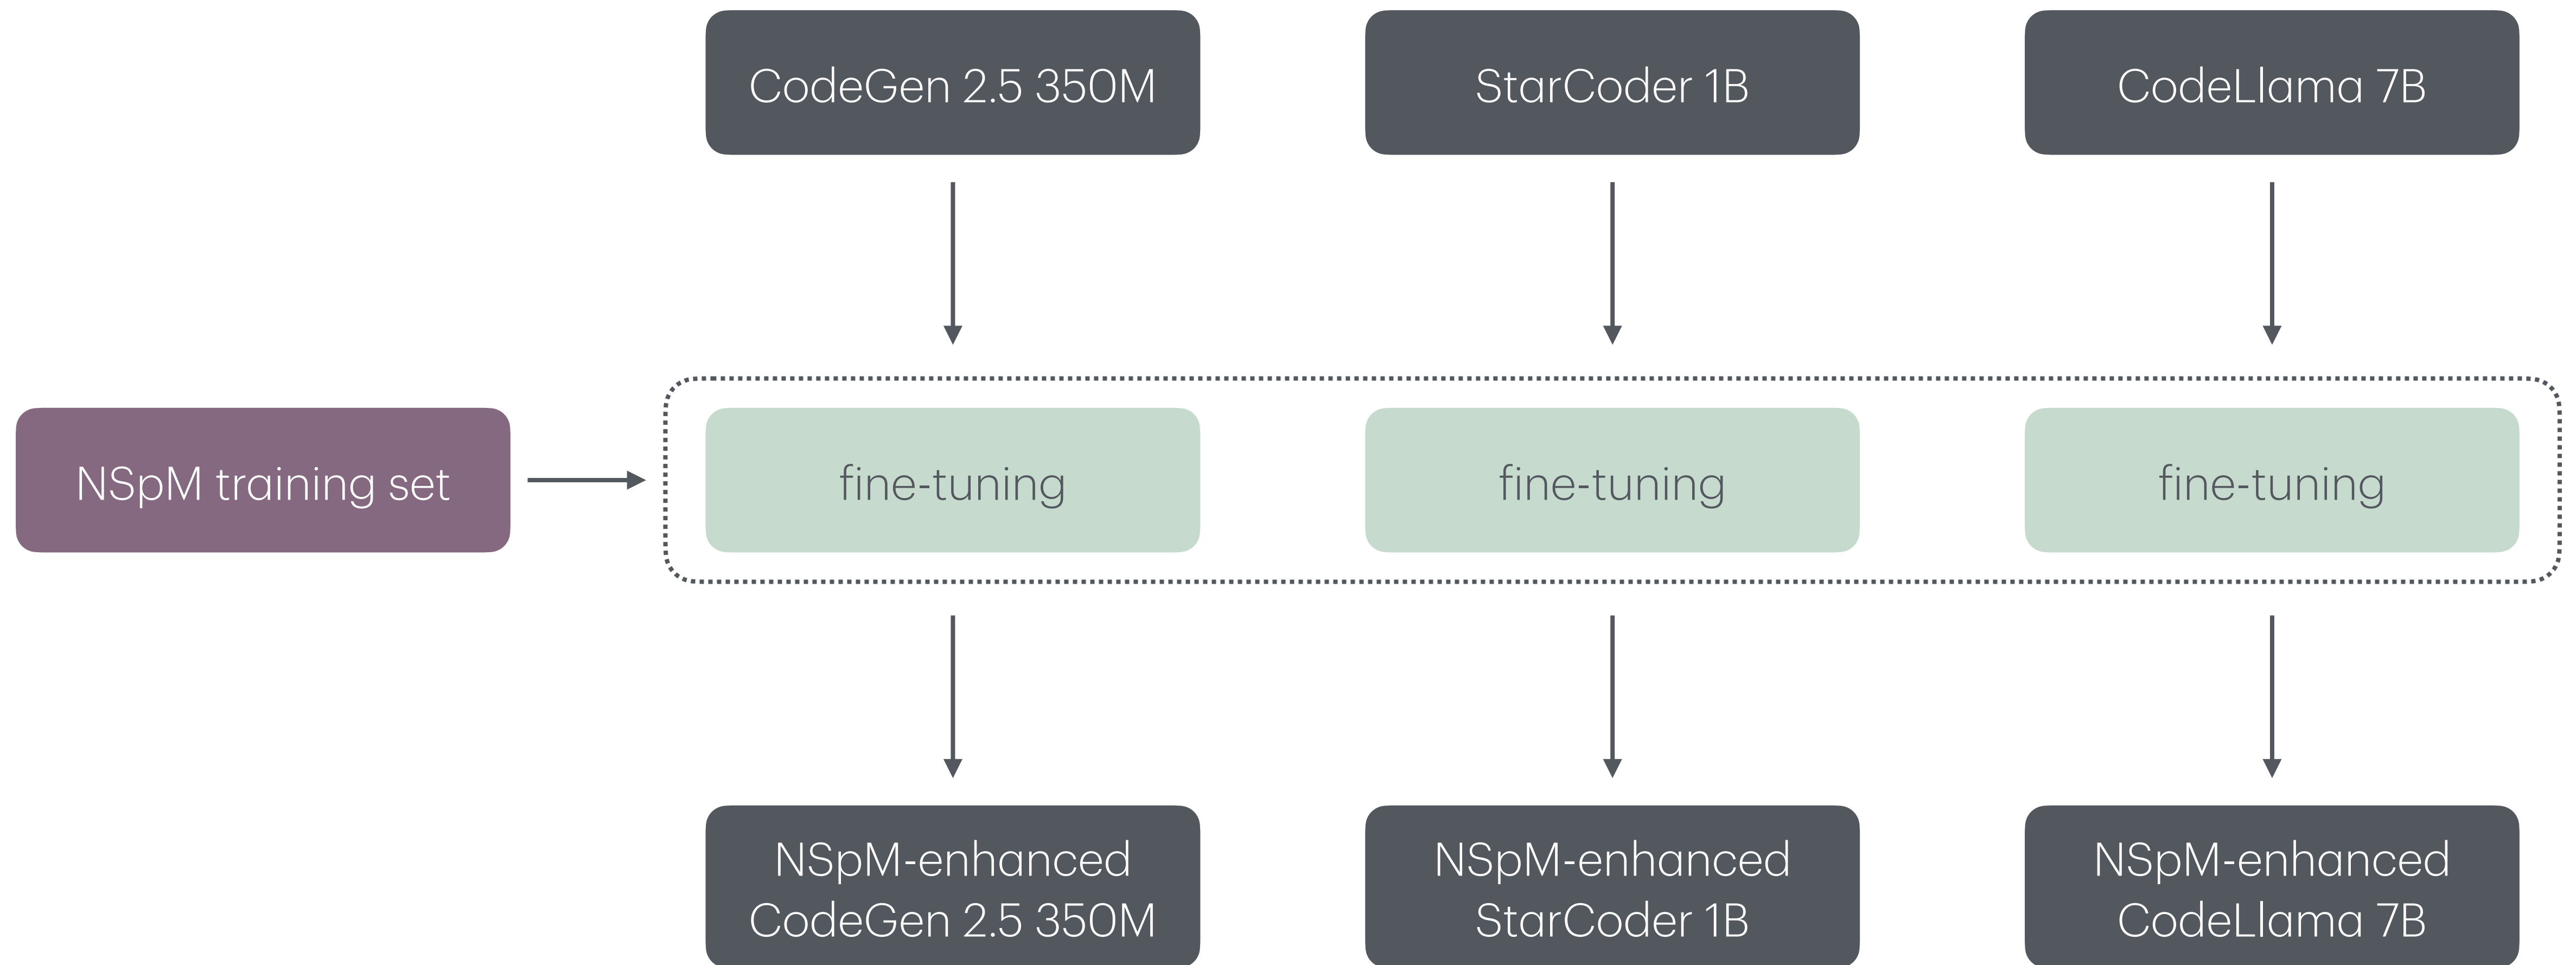 CodeGen 2.5 350M
StarCoder 1B
CodeLlama 7B
NSpM training set
fine-tuning
fine-tuning
fine-tuning
NSpM-enhanced
CodeGen 2.5 350M
NSpM-enhanced
StarCoder 1B
NSpM-enhanced
CodeLlama 7B